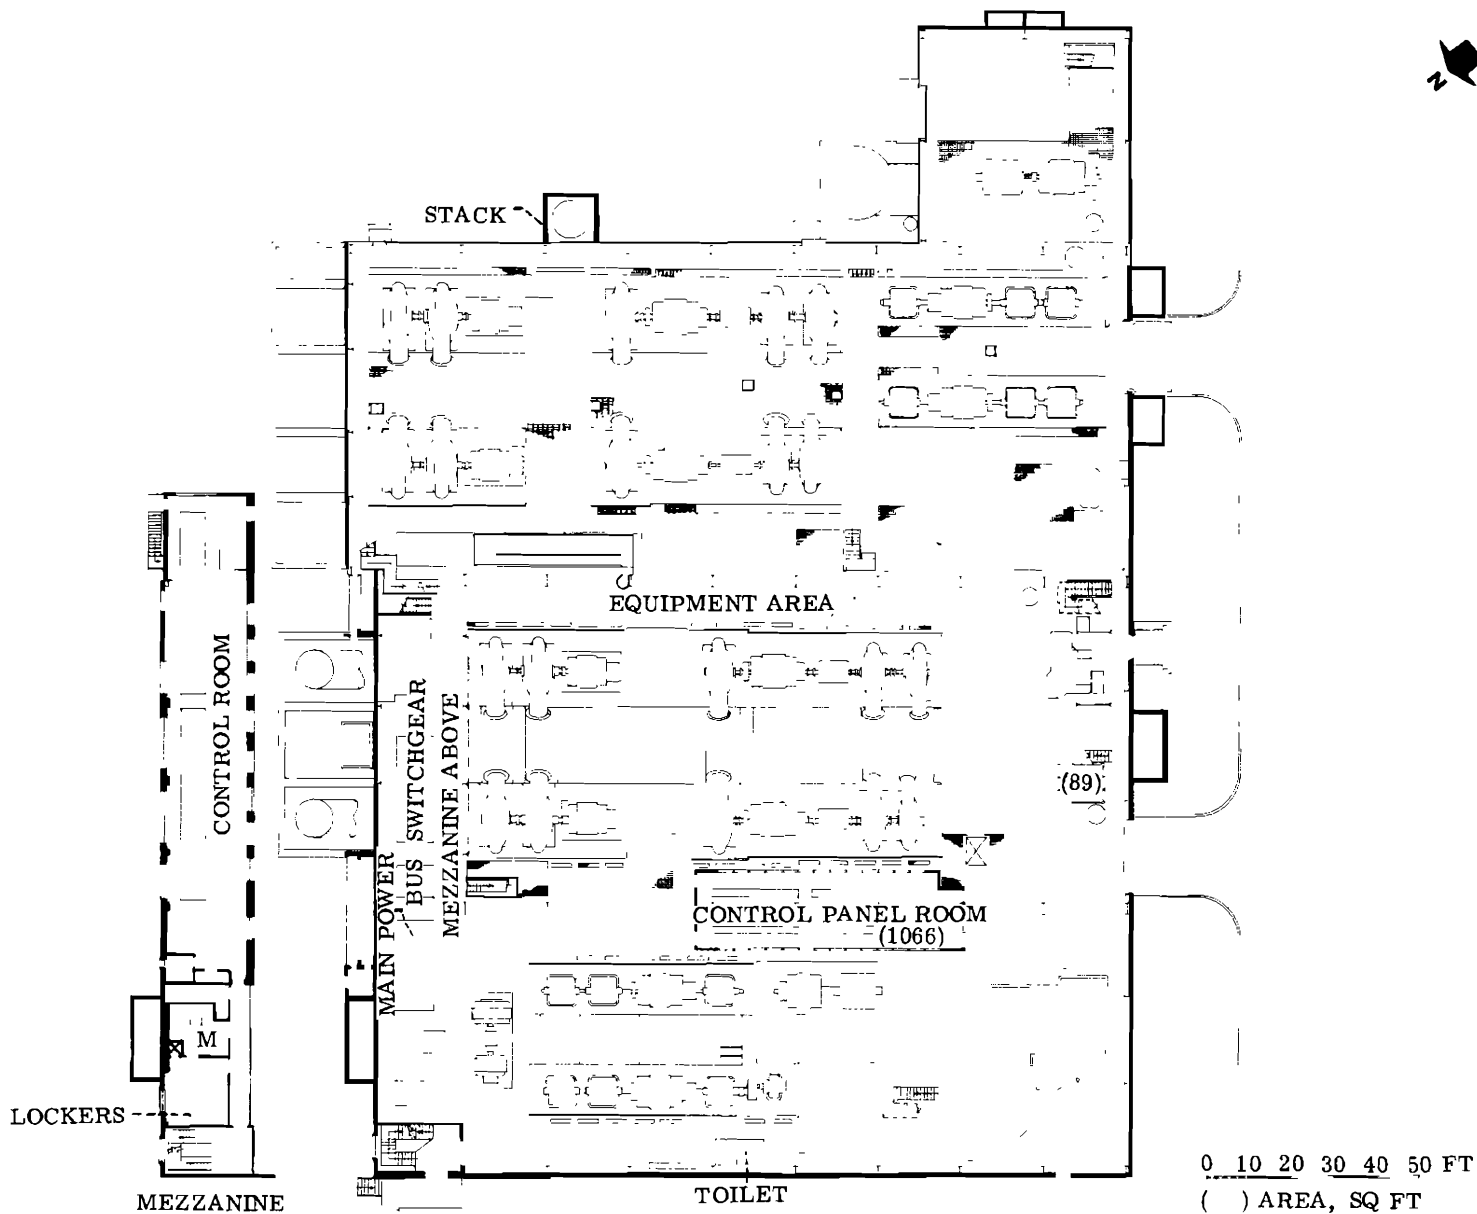 N
STACK
EQUIPMENT AREA
CONTROL ROOM
BUS SWITCHGEAR
MEZZANINE ABOVE
MAIN POWER
(89)
CONTROL PANEL ROOM
(1066)
M
LOCKERS
MEZZANINE
TOILET
0 10 20 30 40 50 FT
( ) AREA, SQ FT